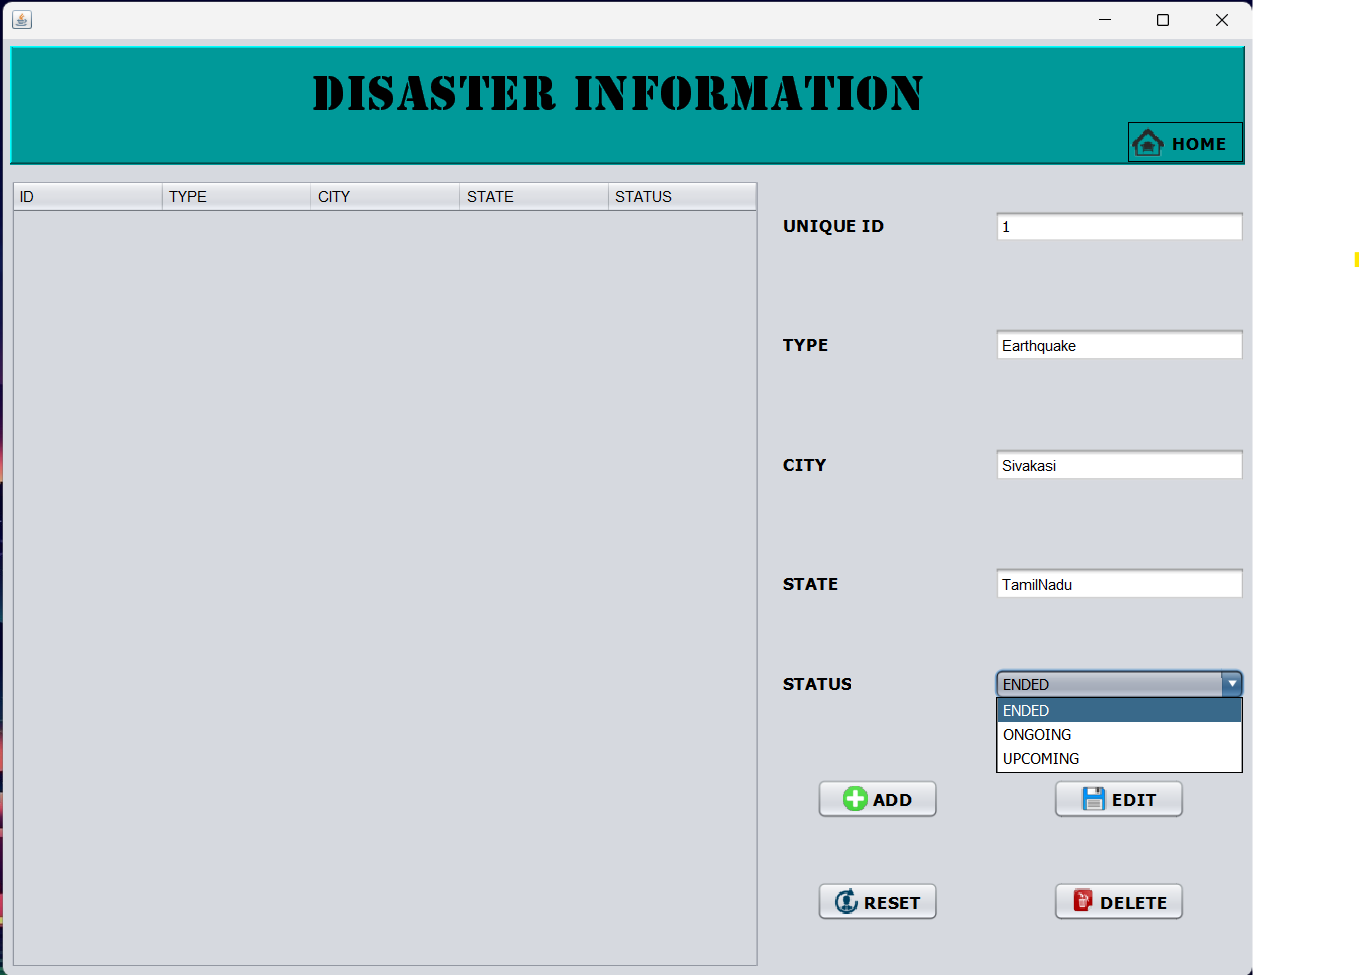 DISASTER INFORMATION
HOME
ID TYPE CITY STATE STATUS
UNIQUE ID 1
TYPE Earthquake
CITY Sivakasi
STATE TamilNadu
STATUS ENDED
ENDED
ONGOING
UPCOMING
ADD EDIT
RESET DELETE